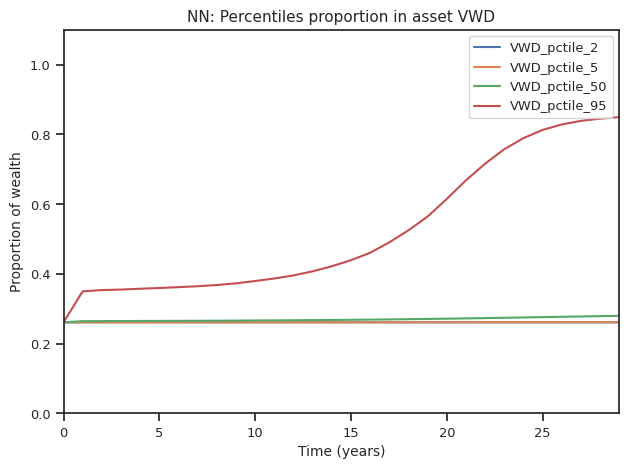 NN: Percentiles proportion in asset VWD
VWD_pctile_2
VWD_pctile_5
VWD_pctile_50
VWD_pctile_95
Proportion of wealth
1.0
0.8
0.6
0.4
0.2
0.0
0 5 10 15 20 25
Time (years)